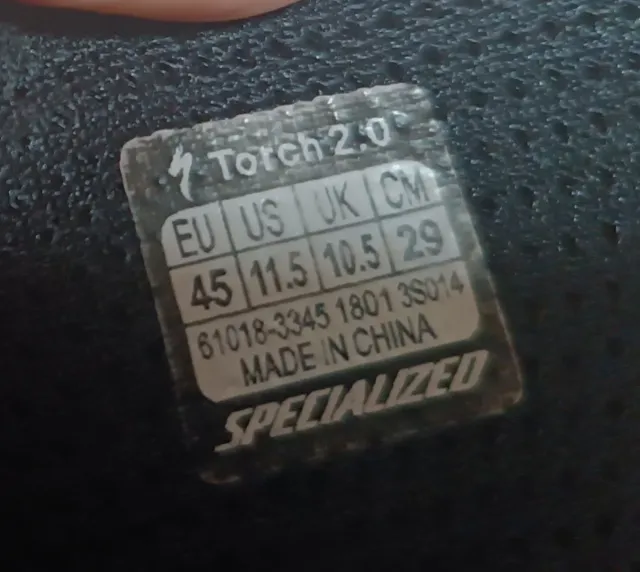 Torch 2.0
EU US UK CM
45 11.5 10.5 29
61018-3345 1801 3S014
MADE IN CHINA
SPECIALIZED